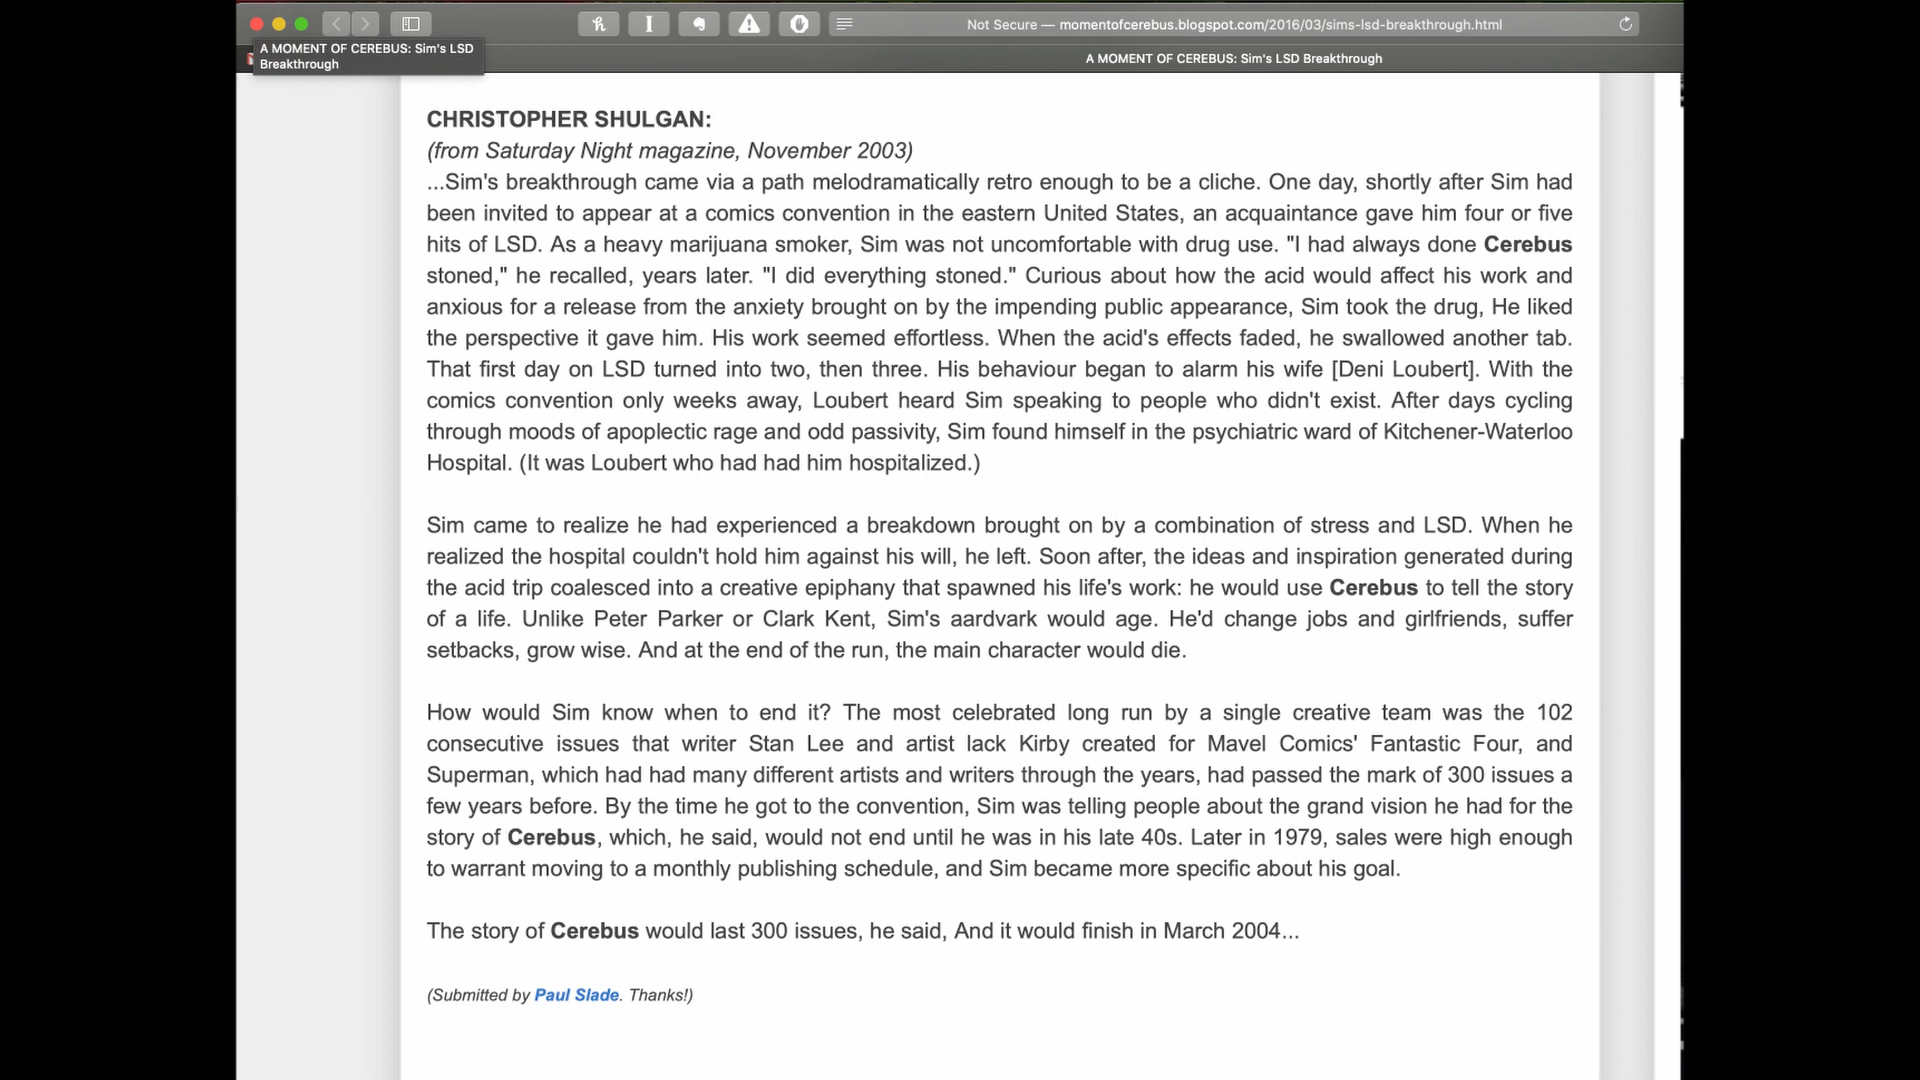 Not Secure — momentofcerebus.blogspot.com/2016/03/sims-lsd-breakthrough.html
A MOMENT OF CEREBUS: Sim's LSD
Breakthrough
A MOMENT OF CEREBUS: Sim's LSD Breakthrough
CHRISTOPHER SHULGAN:
(from Saturday Night magazine, November 2003)
...Sim's breakthrough came via a path melodramatically retro enough to be a cliche. One day, shortly after Sim had
been invited to appear at a comics convention in the eastern United States, an acquaintance gave him four or five
hits of LSD. As a heavy marijuana smoker, Sim was not uncomfortable with drug use. "I had always done Cerebus
stoned," he recalled, years later. "I did everything stoned." Curious about how the acid would affect his work and
anxious for a release from the anxiety brought on by the impending public appearance, Sim took the drug, He liked
the perspective it gave him. His work seemed effortless. When the acid's effects faded, he swallowed another tab.
That first day on LSD turned into two, then three. His behaviour began to alarm his wife [Deni Loubert]. With the
comics convention only weeks away, Loubert heard Sim speaking to people who didn't exist. After days cycling
through moods of apoplectic rage and odd passivity, Sim found himself in the psychiatric ward of Kitchener-Waterloo
Hospital. (It was Loubert who had had him hospitalized.)
Sim came to realize he had experienced a breakdown brought on by a combination of stress and LSD. When he
realized the hospital couldn't hold him against his will, he left. Soon after, the ideas and inspiration generated during
the acid trip coalesced into a creative epiphany that spawned his life's work: he would use Cerebus to tell the story
of a life. Unlike Peter Parker or Clark Kent, Sim's aardvark would age. He'd change jobs and girlfriends, suffer
setbacks, grow wise. And at the end of the run, the main character would die.
How would Sim know when to end it? The most celebrated long run by a single creative team was the 102
consecutive issues that writer Stan Lee and artist lack Kirby created for Mavel Comics' Fantastic Four, and
Superman, which had had many different artists and writers through the years, had passed the mark of 300 issues a
few years before. By the time he got to the convention, Sim was telling people about the grand vision he had for the
story of Cerebus, which, he said, would not end until he was in his late 40s. Later in 1979, sales were high enough
to warrant moving to a monthly publishing schedule, and Sim became more specific about his goal.
The story of Cerebus would last 300 issues, he said, And it would finish in March 2004...
(Submitted by Paul Slade. Thanks!)